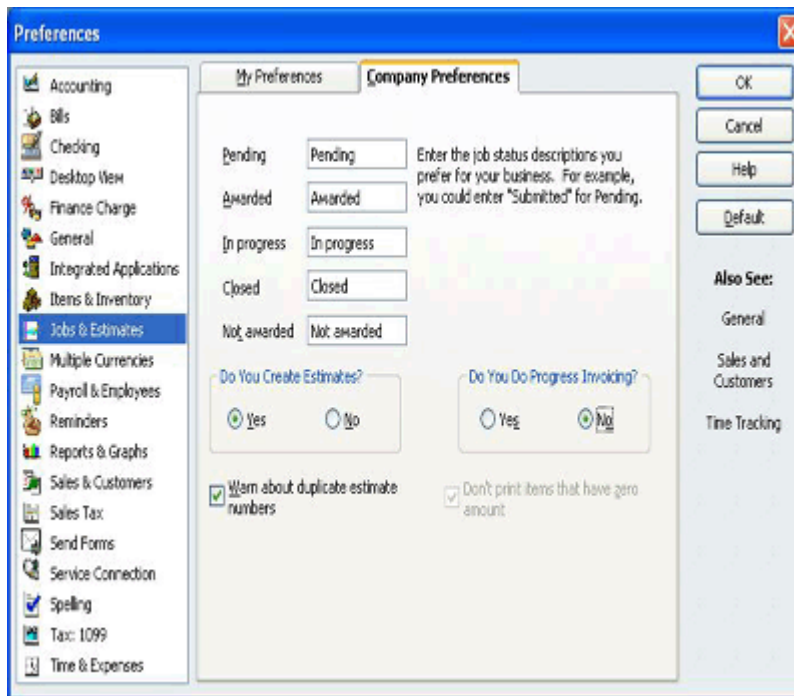 Preferences
Accounting
Bills
Checking
Desktop View
Finance Charge
General
Integrated Applications
Items & Inventory
Jobs & Estimates
Multiple Currencies
Payroll & Employees
Reminders
Reports & Graphs
Sales & Customers
Sales Tax
Send Forms
Service Connection
Spelling
Tax: 1099
Time & Expenses
My Preferences
Company Preferences
Pending Pending
Awarded Awarded
In progress In progress
Closed Closed
Not awarded Not awarded
Enter the job status descriptions you
prefer for your business. For example,
you could enter "Submitted" for Pending.
Do You Create Estimates?
Yes No
Do You Do Progress Invoicing?
Yes No
Warn about duplicate estimate
numbers
Don't print items that have zero
amount
OK
Cancel
Help
Default
Also See:
General
Sales and
Customers
Time Tracking